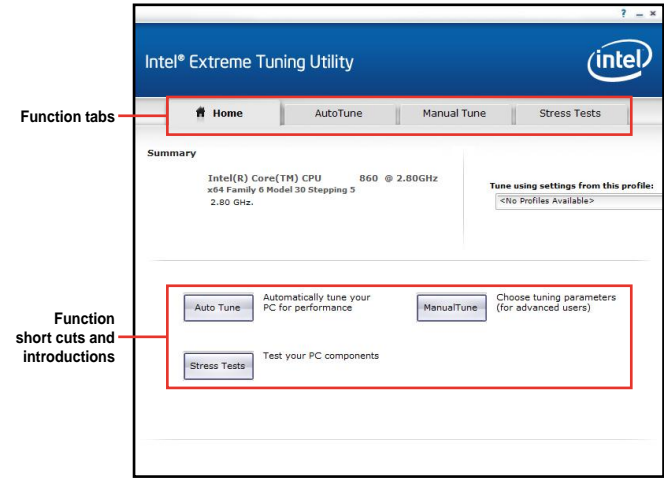 ? _ ×
Intel® Extreme Tuning Utility
(intel)
Function tabs
Home AutoTune Manual Tune Stress Tests
Summary
Intel(R) Core(TM) CPU 860 @ 2.80GHz
x64 Family 6 Model 30 Stepping 5
2.80 GHz.
Tune using settings from this profile:
<No Profiles Available>
Function
short cuts and
introductions
Auto Tune
Automatically tune your
PC for performance
ManualTune
Choose tuning parameters
(for advanced users)
Stress Tests
Test your PC components